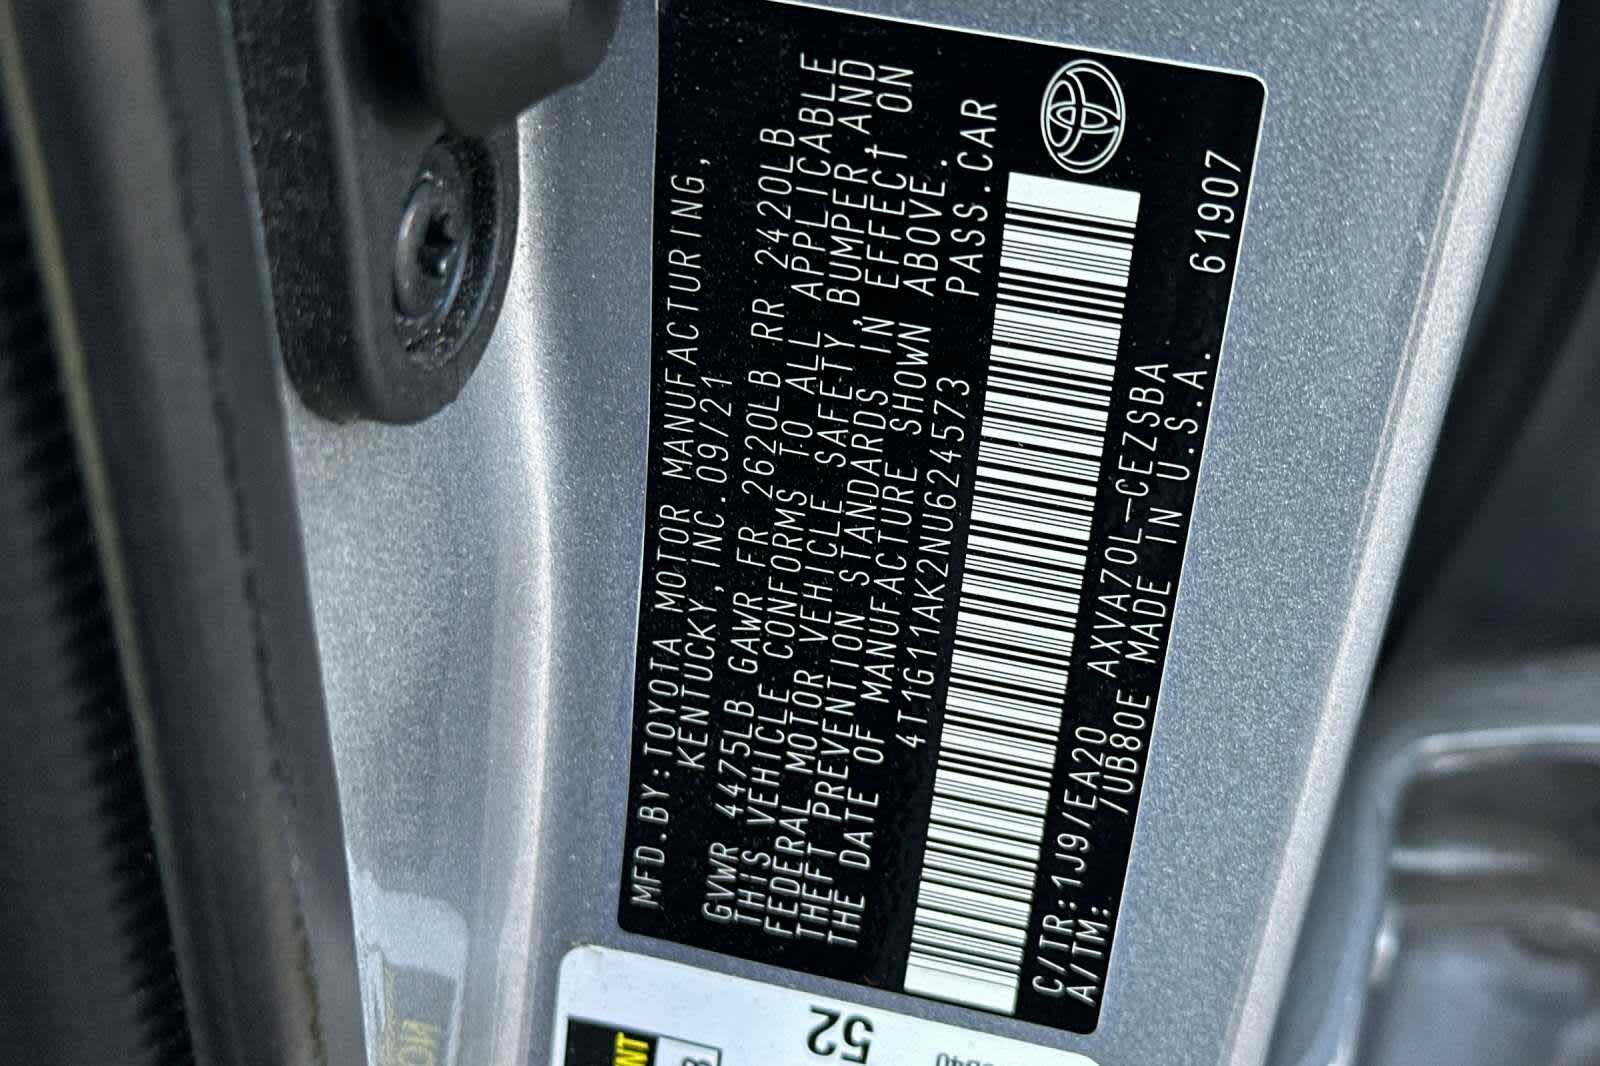 MFD.BY:TOYOTA MOTOR MANUFACTURING,
KENTUCKY,INC.09/21
GVWR 4475LB GAWR FR 2620LB RR 2420LB
THIS VEHICLE CONFORMS TO ALL APPLICABLE
FEDERAL MOTOR VEHICLE SAFETY,BUMPER,AND
THEFT PREVENTION STANDARDS IN EFFECT ON
THE DATE OF MANUFACTURE SHOWN ABOVE.
4T1G11AK2NU624573 PASS.CAR
C/TR:1J9/EA20 AXVA70L-CEZSBA
A/TM: /UB80E MADE IN U.S.A. 61907
52